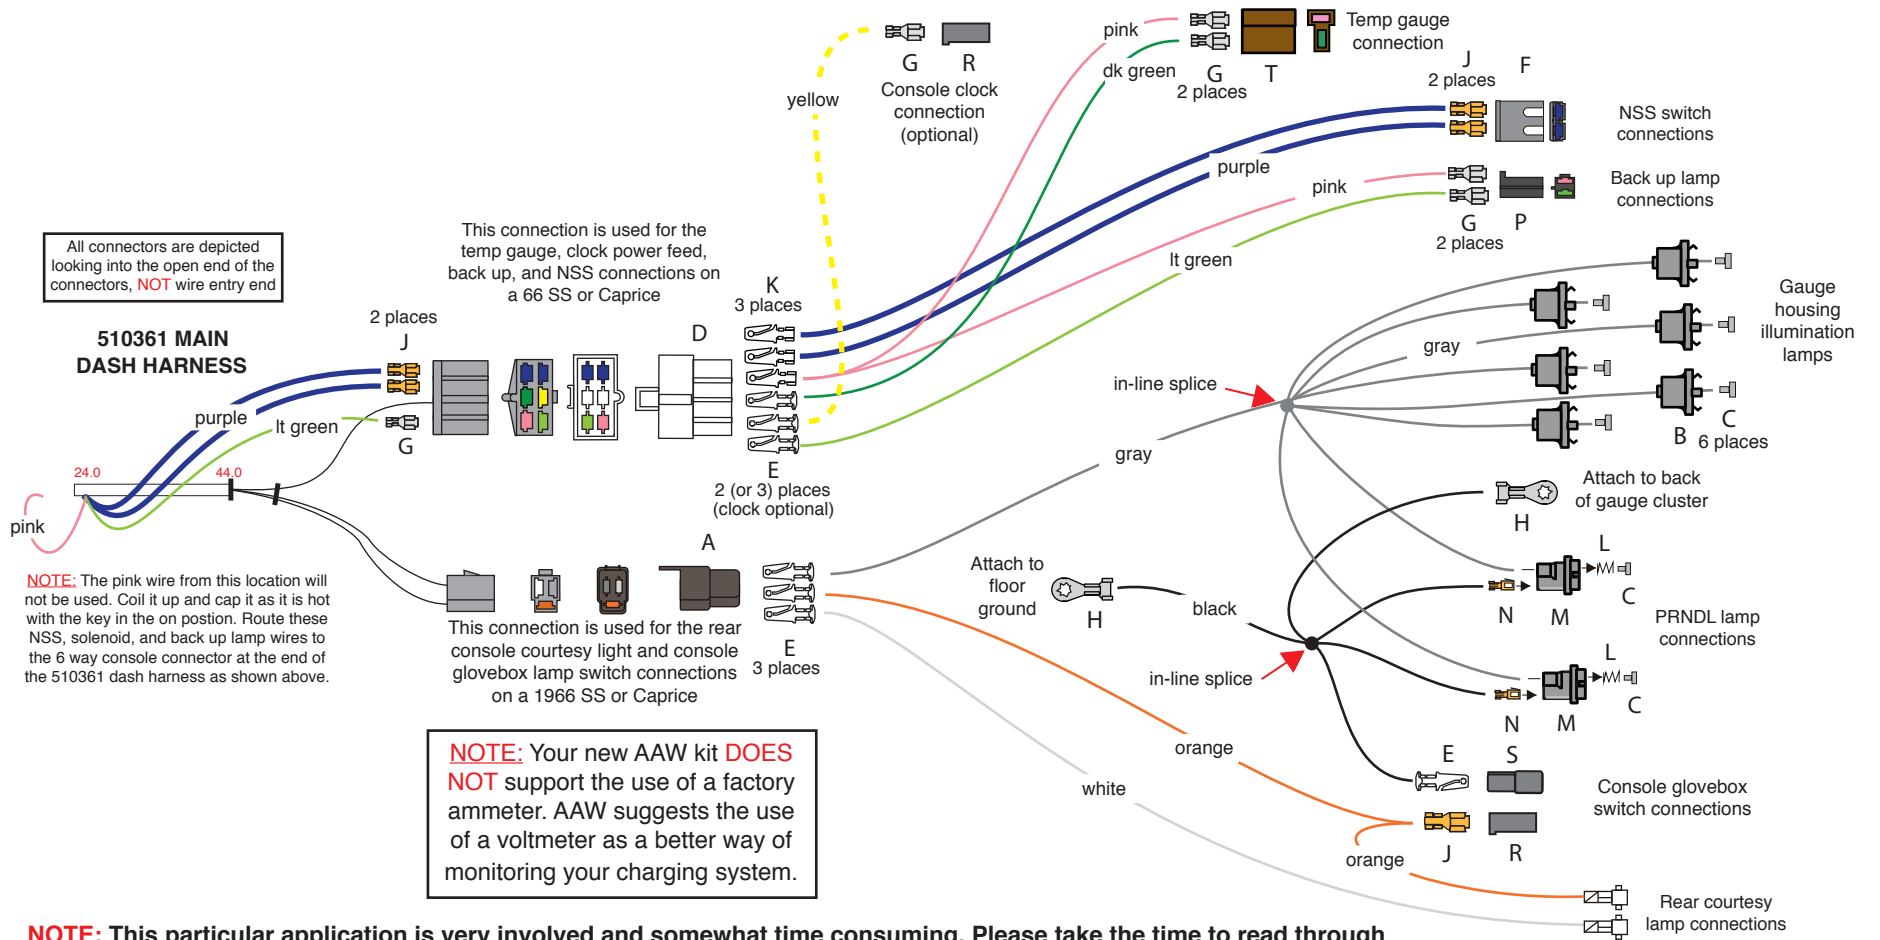 G
R
Console clock
connection
(optional)
yellow
pink
dk green
G
2 places
T
Temp gauge
connection
J
2 places
F
NSS switch
connections
purple
pink
lt green
G
2 places
P
Back up lamp
connections
All connectors are depicted
looking into the open end of the
connectors, NOT wire entry end
510361 MAIN
DASH HARNESS
This connection is used for the
temp gauge, clock power feed,
back up, and NSS connections on
a 66 SS or Caprice
2 places
J
purple
lt green
G
24.0
44.0
pink
D
K
3 places
E
2 (or 3) places
(clock optional)
gray
in-line splice
gray
Gauge
housing
illumination
lamps
B
C
6 places
NOTE: The pink wire from this location will
not be used. Coil it up and cap it as it is hot
with the key in the on postion. Route these
NSS, solenoid, and back up lamp wires to
the 6 way console connector at the end of
the 510361 dash harness as shown above.
A
E
3 places
This connection is used for the rear
console courtesy light and console
glovebox lamp switch connections
on a 1966 SS or Caprice
Attach to
floor
ground
H
black
in-line splice
Attach to back
of gauge cluster
H
L
C
N
M
PRNDL lamp
connections
L
C
N
M
orange
white
E
S
Console glovebox
switch connections
J
R
orange
Rear courtesy
lamp connections
NOTE: Your new AAW kit DOES
NOT support the use of a factory
ammeter. AAW suggests the use
of a voltmeter as a better way of
monitoring your charging system.
NOTE: This particular application is very involved and somewhat time consuming. Please take the time to read through